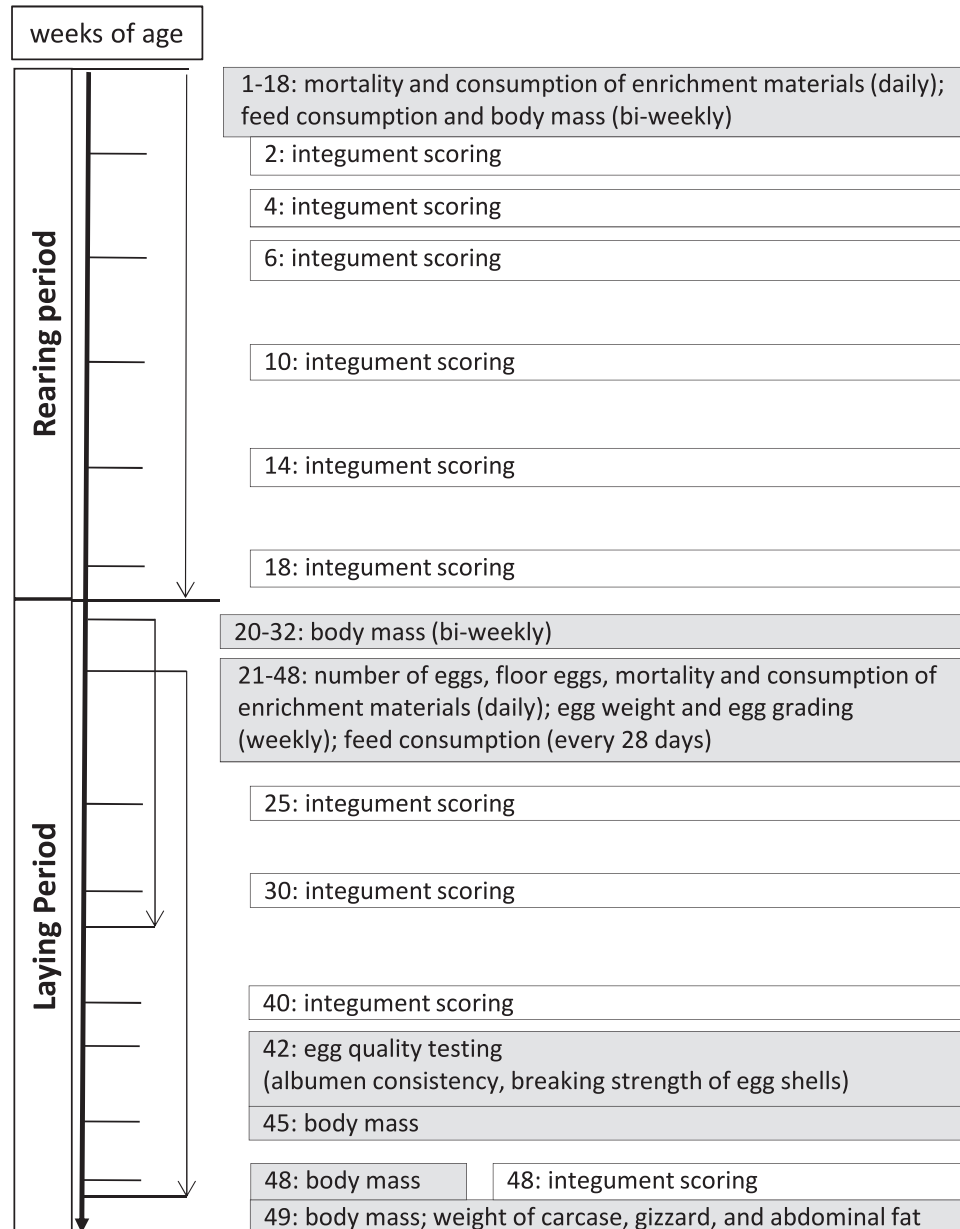 weeks of age
1-18: mortality and consumption of enrichment materials (daily);
feed consumption and body mass (bi-weekly)
2: integument scoring
4: integument scoring
6: integument scoring
10: integument scoring
14: integument scoring
18: integument scoring
Rearing period
20-32: body mass (bi-weekly)
21-48: number of eggs, floor eggs, mortality and consumption of
enrichment materials (daily); egg weight and egg grading
(weekly); feed consumption (every 28 days)
25: integument scoring
30: integument scoring
40: integument scoring
42: egg quality testing
(albumen consistency, breaking strength of egg shells)
45: body mass
48: body mass
48: integument scoring
49: body mass; weight of carcase, gizzard, and abdominal fat
Laying Period